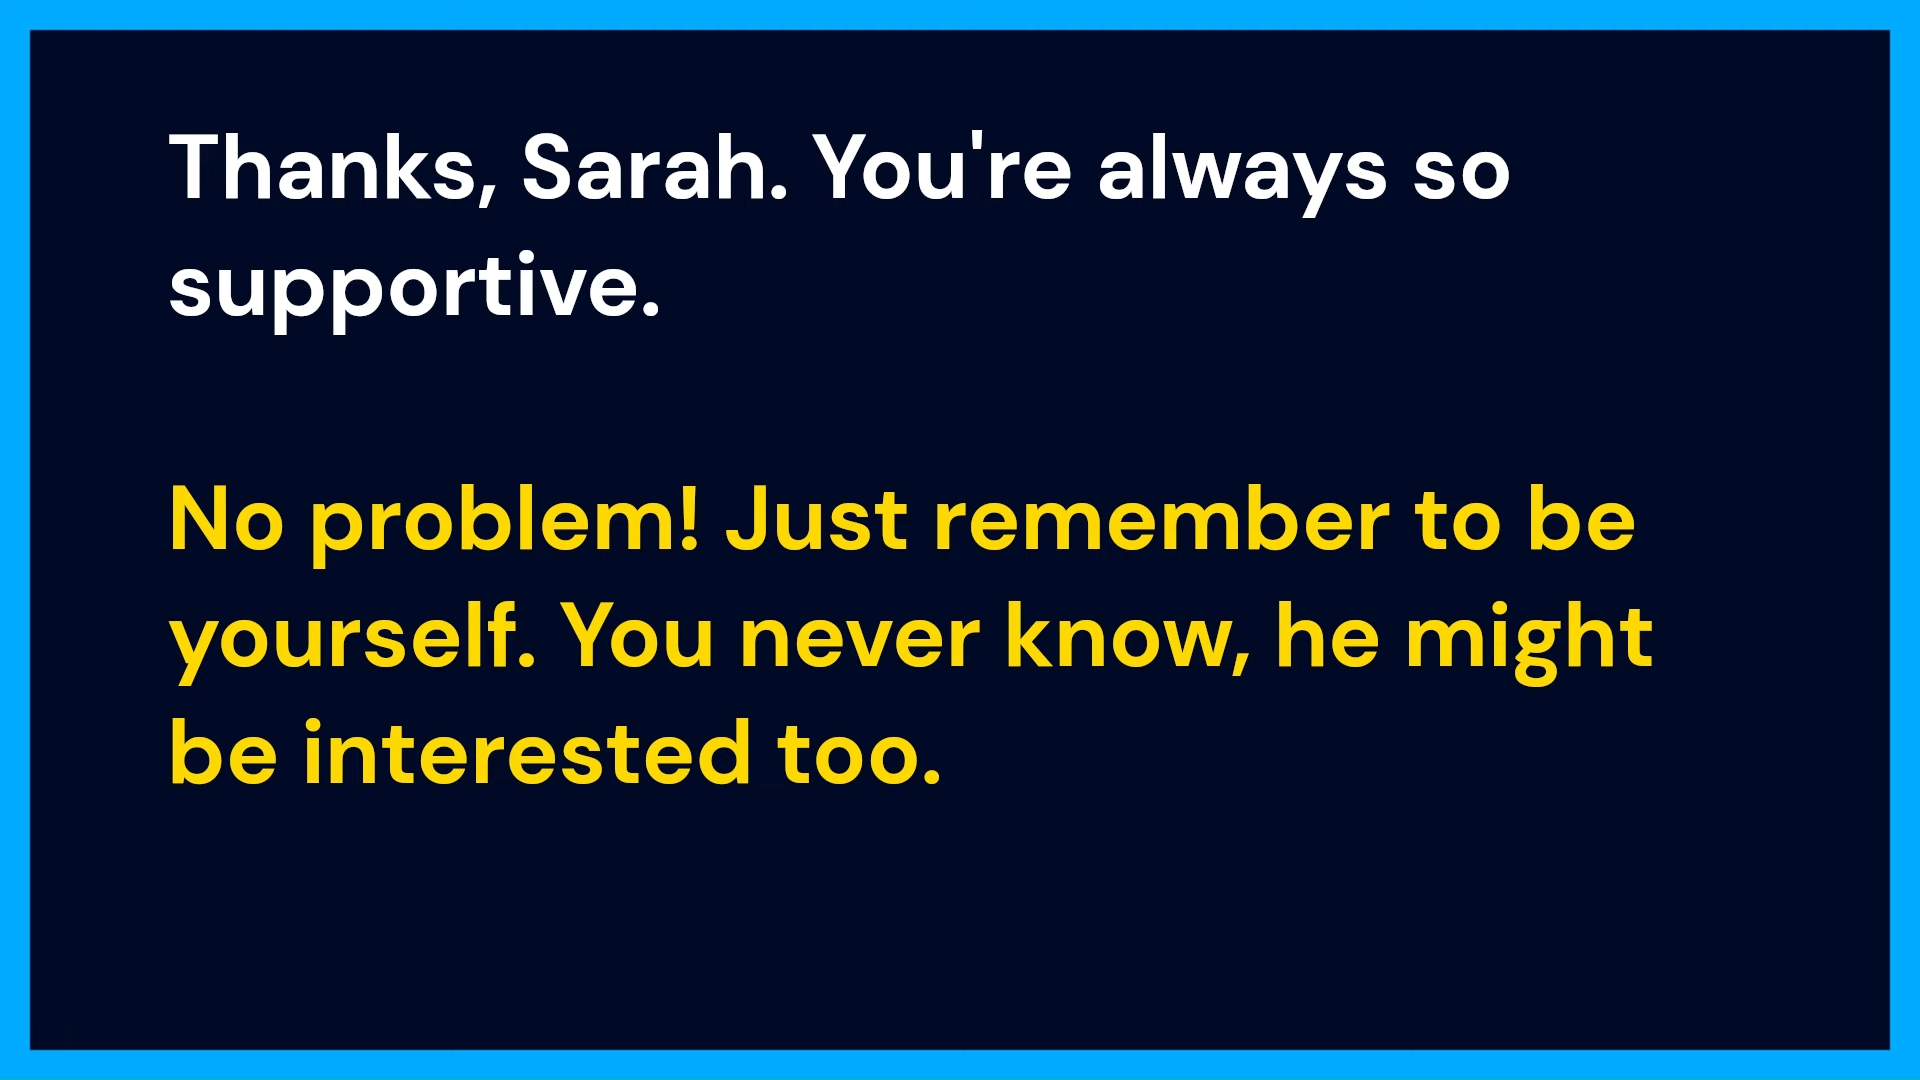 Thanks, Sarah. You're always so
supportive.
No problem! Just remember to be
yourself. You never know, he might
be interested too.